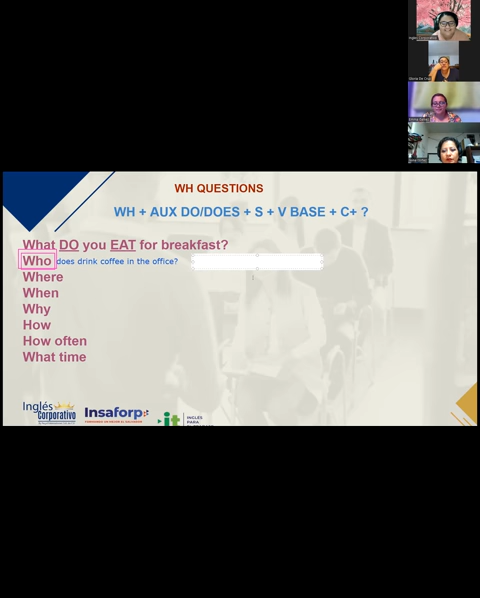 WH QUESTIONS
WH + AUX DO/DOES + S + V BASE + C+ ?
What DO you EAT for breakfast?
Who does drink coffee in the office?
Where
When
Why
How
How often
What time
Inglés
Corporativo
Insaforp
it
INGLÉS
PARA